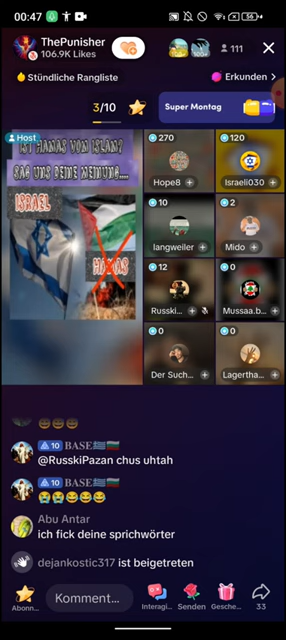 00:47
56
ThePunisher
106.9K Likes
100+
111
Stündliche Rangliste
Erkunden >
3/10
Super Montag
Host
IST HAMAS VON ISLAM?
SAG UNS DEINE MEINUNG...
ISRAEL
HAMAS
270
Hope8
120
Israeli030
10
langweiler
2
Mido
12
Russki...
0
Mussaa.b...
0
Der Such...
0
Lagertha...
10 BASE
@RusskiPazan chus uhtah
10 BASE
😭😭😂😂😂
Abu Antar
ich fick deine sprichwörter
dejankostic317 ist beigetreten
Abonn...
Komment...
Interagi...
Senden
Gesche...
33